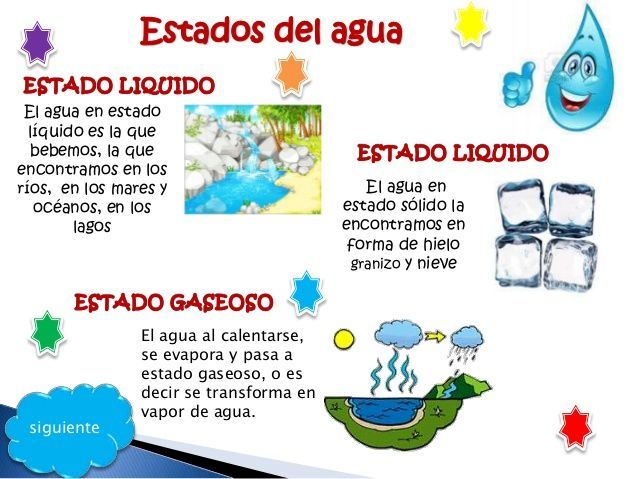 Estados del agua
ESTADO LIQUIDO
El agua en estado
líquido es la que
bebemos, la que
encontramos en los
ríos, en los mares y
océanos, en los
lagos
ESTADO LIQUIDO
El agua en
estado sólido la
encontramos en
forma de hielo
granizo y nieve
ESTADO GASEOSO
El agua al calentarse,
se evapora y pasa a
estado gaseoso, o es
decir se transforma en
vapor de agua.
siguiente